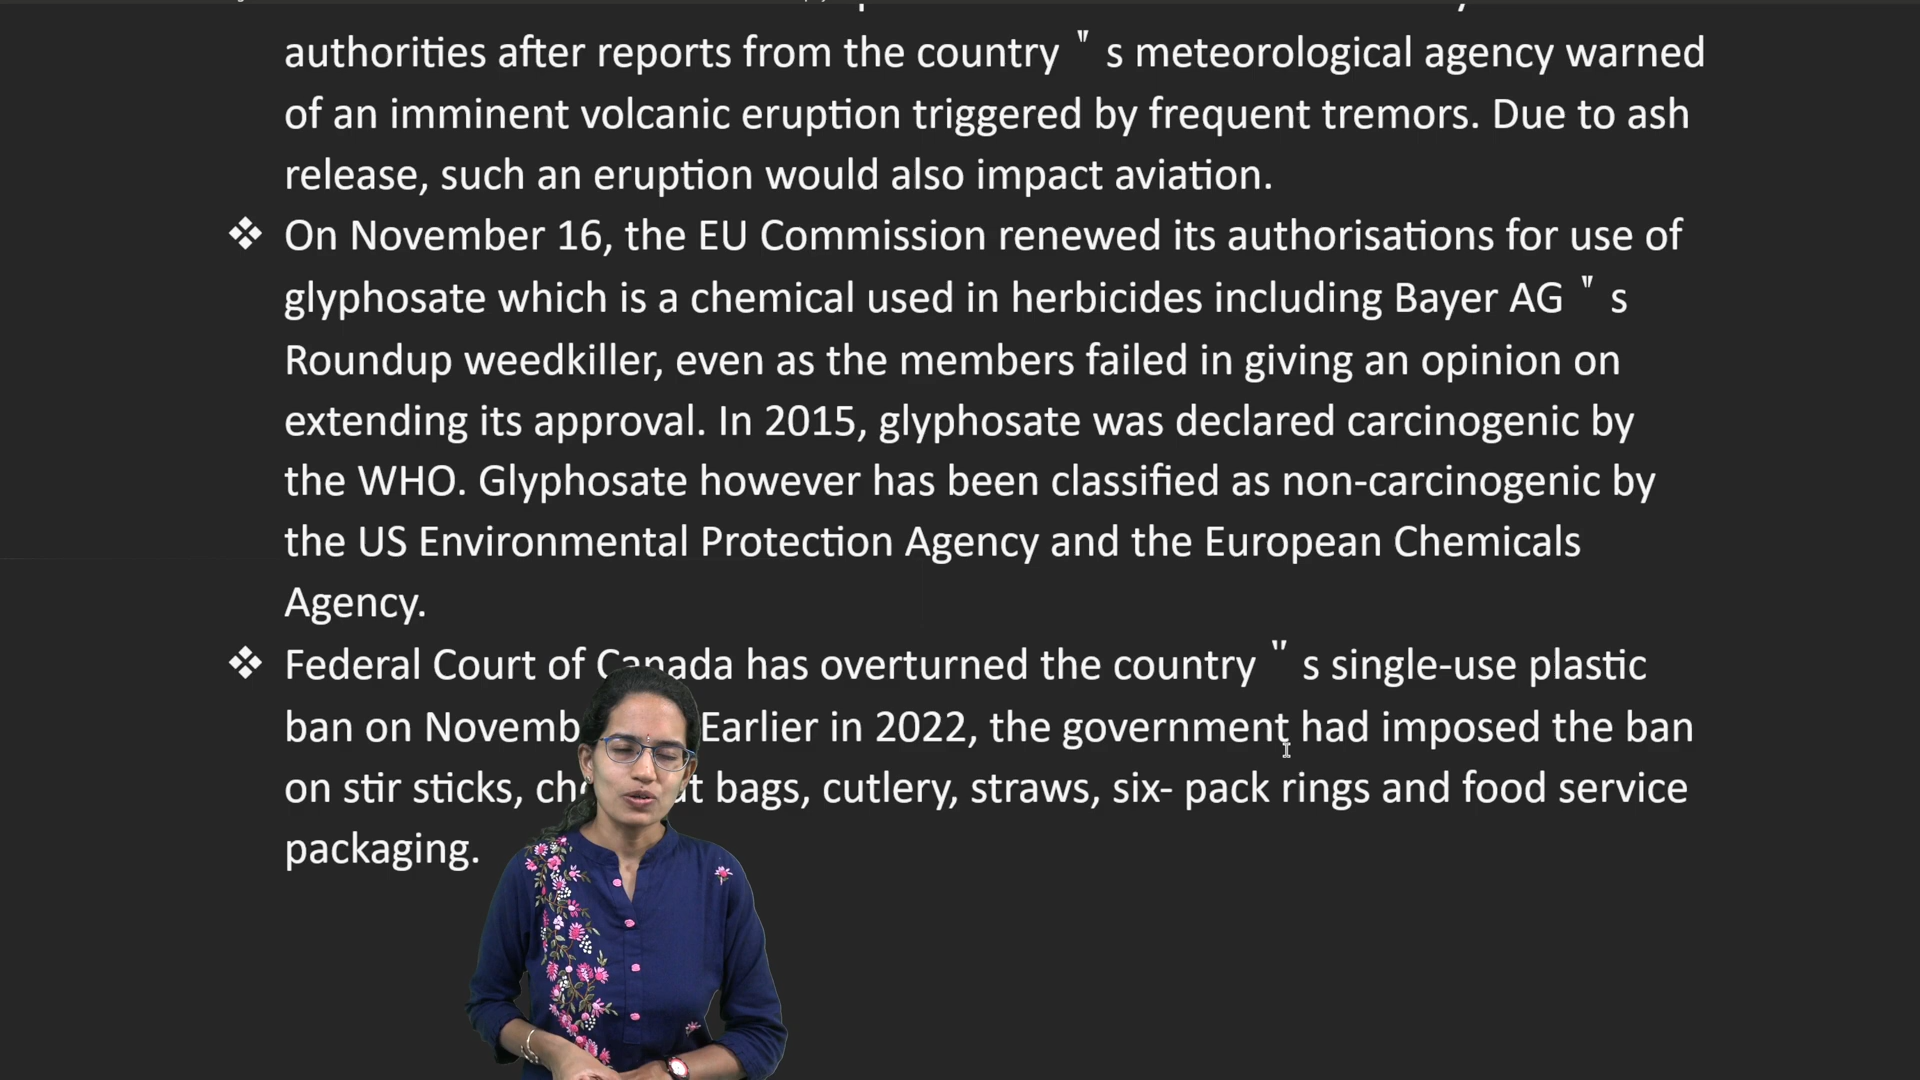 authorities after reports from the country " s meteorological agency warned
of an imminent volcanic eruption triggered by frequent tremors. Due to ash
release, such an eruption would also impact aviation.
❖ On November 16, the EU Commission renewed its authorisations for use of
glyphosate which is a chemical used in herbicides including Bayer AG " s
Roundup weedkiller, even as the members failed in giving an opinion on
extending its approval. In 2015, glyphosate was declared carcinogenic by
the WHO. Glyphosate however has been classified as non-carcinogenic by
the US Environmental Protection Agency and the European Chemicals
Agency.
❖ Federal Court of Canada has overturned the country " s single-use plastic
ban on Earlier in 2022, the government had imposed the ban
on stir sticks, bags, cutlery, straws, six- pack rings and food service
packaging.